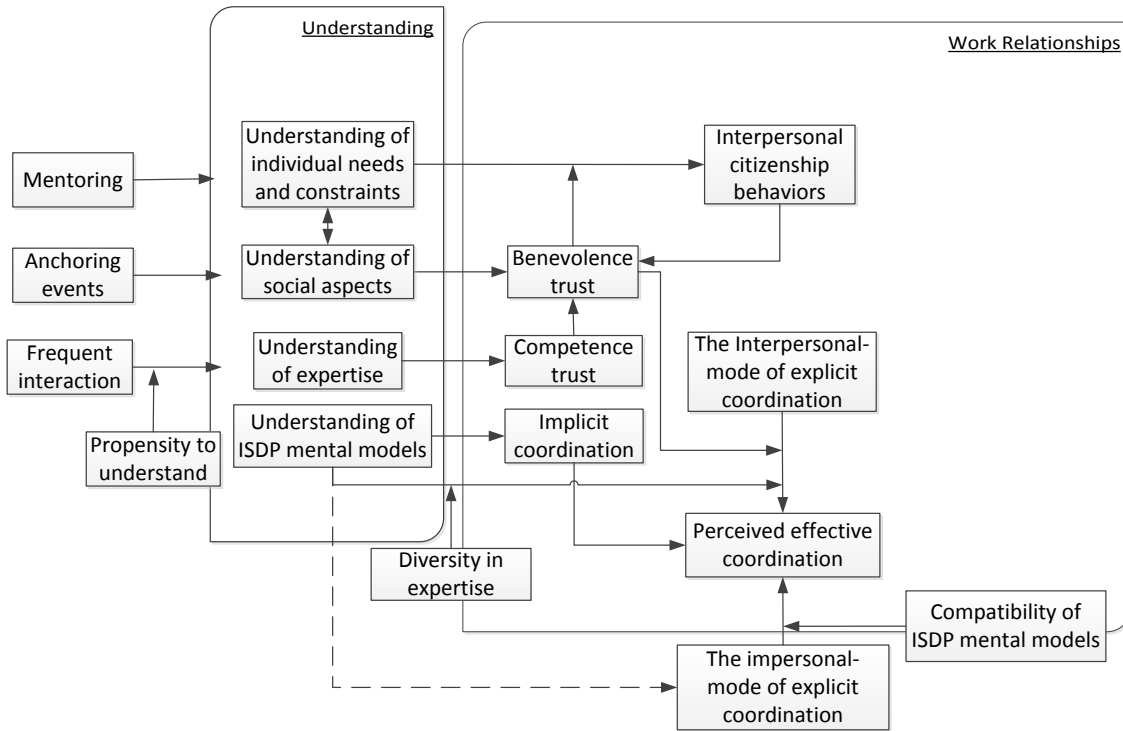 Understanding
Work Relationships
Understanding of
individual needs
and constraints
Interpersonal
citizenship
behaviors
Mentoring
Anchoring
events
Understanding of
social aspects
Benevolence
trust
Frequent
interaction
Understanding
of expertise
Competence
trust
The Interpersonal-
mode of explicit
coordination
Propensity to
understand
Understanding of
ISDP mental models
Implicit
coordination
Perceived effective
coordination
Diversity in
expertise
Compatibility of
ISDP mental models
The impersonal-
mode of explicit
coordination